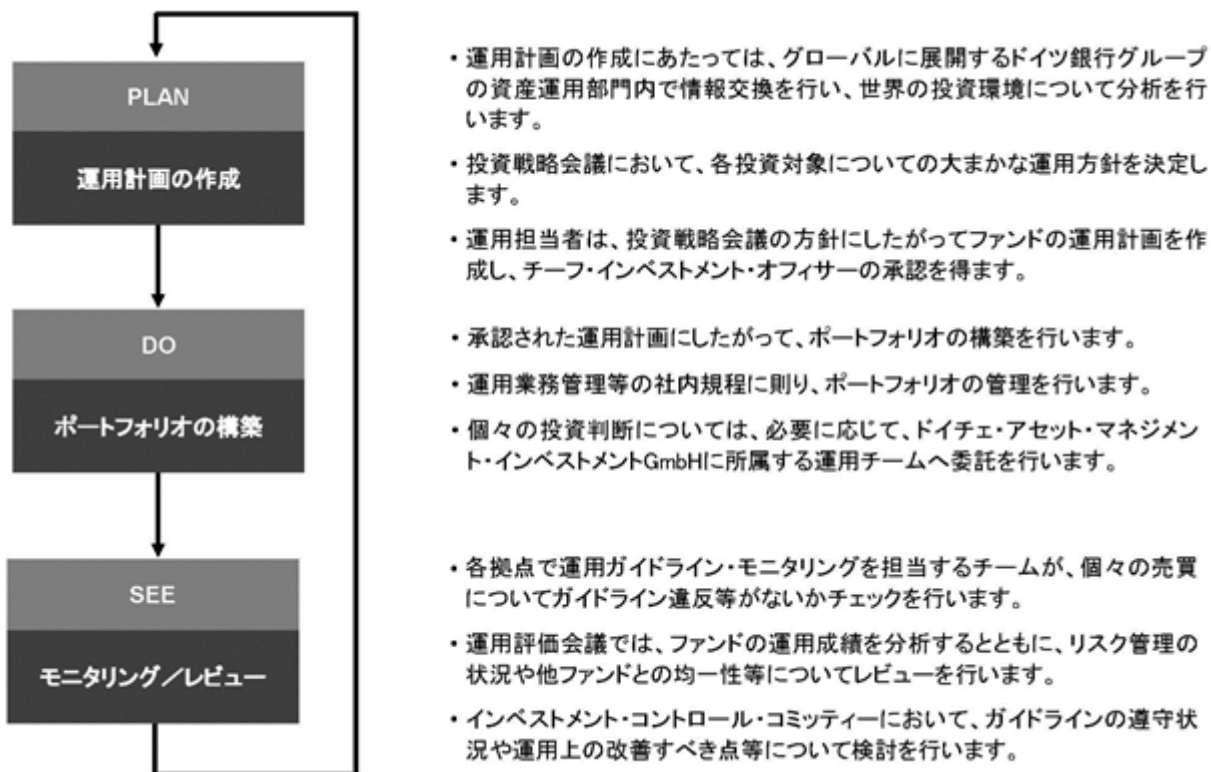 PLAN
運用計画の作成
・運用計画の作成にあたっては、グローバルに展開するドイツ銀行グループ
の資産運用部門内で情報交換を行い、世界の投資環境について分析を行
います。
・投資戦略会議において、各投資対象についての大まかな運用方針を決定し
ます。
・運用担当者は、投資戦略会議の方針にしたがってファンドの運用計画を作
成し、チーフ・インベストメント・オフィサーの承認を得ます。
DO
ポートフォリオの構築
・承認された運用計画にしたがって、ポートフォリオの構築を行います。
・運用業務管理等の社内規程に則り、ポートフォリオの管理を行います。
・個々の投資判断については、必要に応じて、ドイチェ・アセット・マネジメン
ト・インベストメントGmbHに所属する運用チームへ委託を行います。
SEE
モニタリング／レビュー
・各拠点で運用ガイドライン・モニタリングを担当するチームが、個々の売買
についてガイドライン違反等がないかチェックを行います。
・運用評価会議では、ファンドの運用成績を分析するとともに、リスク管理の
状況や他ファンドとの均一性等についてレビューを行います。
・インベストメント・コントロール・コミッティーにおいて、ガイドラインの遵守状
況や運用上の改善すべき点等について検討を行います。